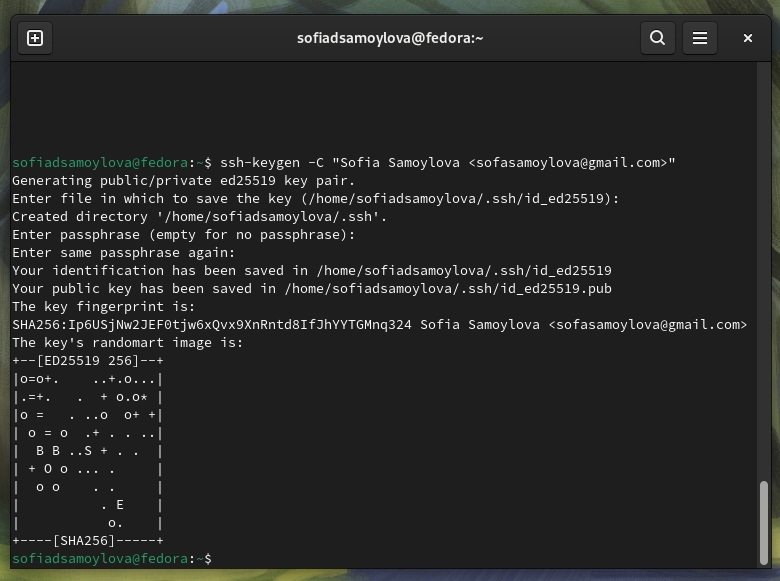 sofiadsamoylova@fedora:~
sofiadsamoylova@fedora:~$ ssh-keygen -C "Sofia Samoylova <sofasamoylova@gmail.com>"
Generating public/private ed25519 key pair.
Enter file in which to save the key (/home/sofiadsamoylova/.ssh/id_ed25519):
Created directory '/home/sofiadsamoylova/.ssh'.
Enter passphrase (empty for no passphrase):
Enter same passphrase again:
Your identification has been saved in /home/sofiadsamoylova/.ssh/id_ed25519
Your public key has been saved in /home/sofiadsamoylova/.ssh/id_ed25519.pub
The key fingerprint is:
SHA256:Ip6USjNw2JEF0tjw6xQvx9XnRntd8IfJhYYTGMnq324 Sofia Samoylova <sofasamoylova@gmail.com>
The key's randomart image is:
+--[ED25519 256]--+
|o=o+.    ..+.o...|
|.=+.   .  + o.o* |
|o =   . ..o  o+ +|
| o = o  .+ . . ..|
|  B B ..S + . .  |
| + O o ... .     |
|  o o    . .     |
|          . E    |
|           o.    |
+----[SHA256]-----+
sofiadsamoylova@fedora:~$